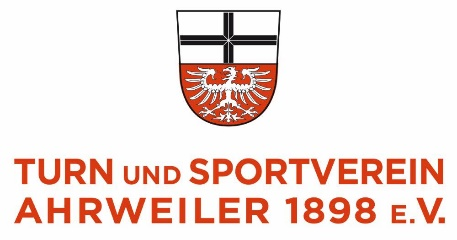 TURN UND SPORTVEREIN
AHRWEILER 1898 E.V.